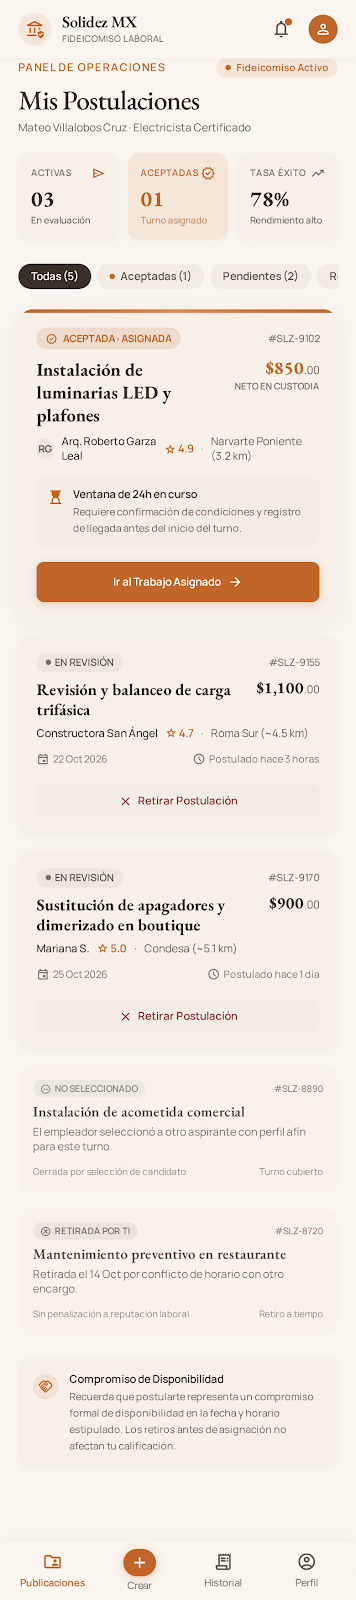 Solidez MX
FIDEICOMISO LABORAL
PANEL DE OPERACIONES
Fideicomiso Activo
Mis Postulaciones
Mateo Villalobos Cruz · Electricista Certificado
ACTIVAS
03
En evaluación
ACEPTADAS
01
Turno asignado
TASA ÉXITO
78%
Rendimiento alto
Todas (5)
Aceptadas (1)
Pendientes (2)
ACEPTADA · ASIGNADA
#SLZ-9102
Instalación de
luminarias LED y
plafones
$850.00
NETO EN CUSTODIA
RG
Arq. Roberto Garza
Leal
4.9
·
Narvarte Poniente
(3.2 km)
Ventana de 24h en curso
Requiere confirmación de condiciones y registro
de llegada antes del inicio del turno.
Ir al Trabajo Asignado
EN REVISIÓN
#SLZ-9155
Revisión y balanceo de carga
trifásica
$1,100.00
Constructora San Ángel 4.7 · Roma Sur (~4.5 km)
22 Oct 2026
Postulado hace 3 horas
Retirar Postulación
EN REVISIÓN
#SLZ-9170
Sustitución de apagadores y
dimerizado en boutique
$900.00
Mariana S. 5.0 · Condesa (~5.1 km)
25 Oct 2026
Postulado hace 1 día
Retirar Postulación
NO SELECCIONADO
#SLZ-8890
Instalación de acometida comercial
El empleador seleccionó a otro aspirante con perfil afín
para este turno.
Cerrada por selección de candidato
Turno cubierto
RETIRADA POR TI
#SLZ-8720
Mantenimiento preventivo en restaurante
Retirada el 14 Oct por conflicto de horario con otro
encargo.
Sin penalización a reputación laboral
Retiro a tiempo
Compromiso de Disponibilidad
Recuerda que postularte representa un compromiso
formal de disponibilidad en la fecha y horario
estipulado. Los retiros antes de asignación no
afectan tu calificación.
Publicaciones
Crear
Historial
Perfil